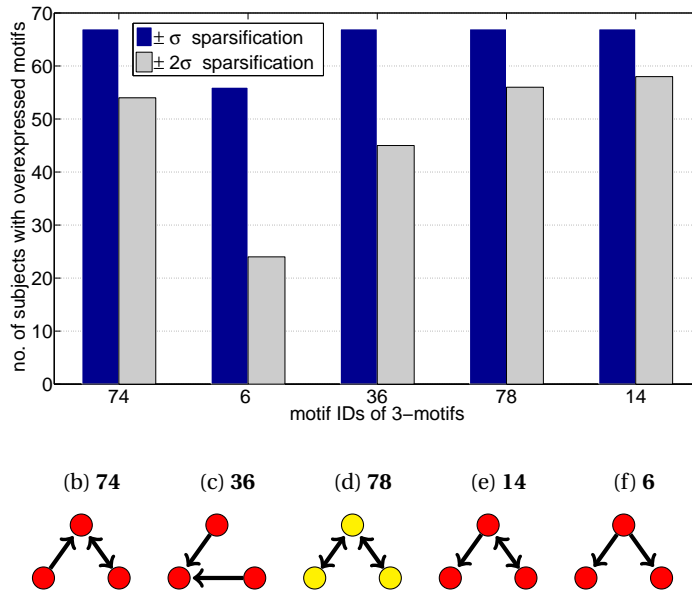 no. of subjects with overexpressed motifs
70
60
50
40
30
20
10
0
± σ sparsification
± 2σ sparsification
74 6 36 78 14
motif IDs of 3−motifs
(b) 74 (c) 36 (d) 78 (e) 14 (f) 6